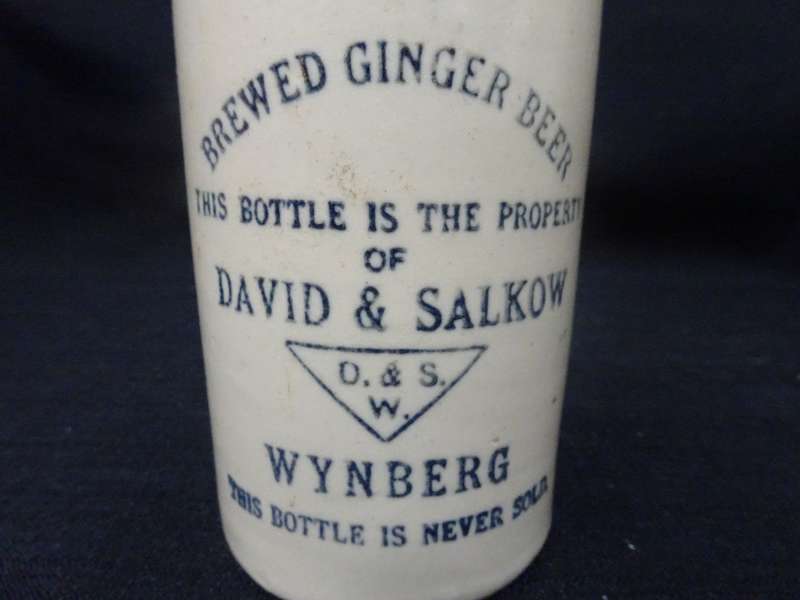 BREWED GINGER BEER
THIS BOTTLE IS THE PROPERTY
OF
DAVID & SALKOW
D. & S.
W.
WYNBERG
THIS BOTTLE IS NEVER SOLD